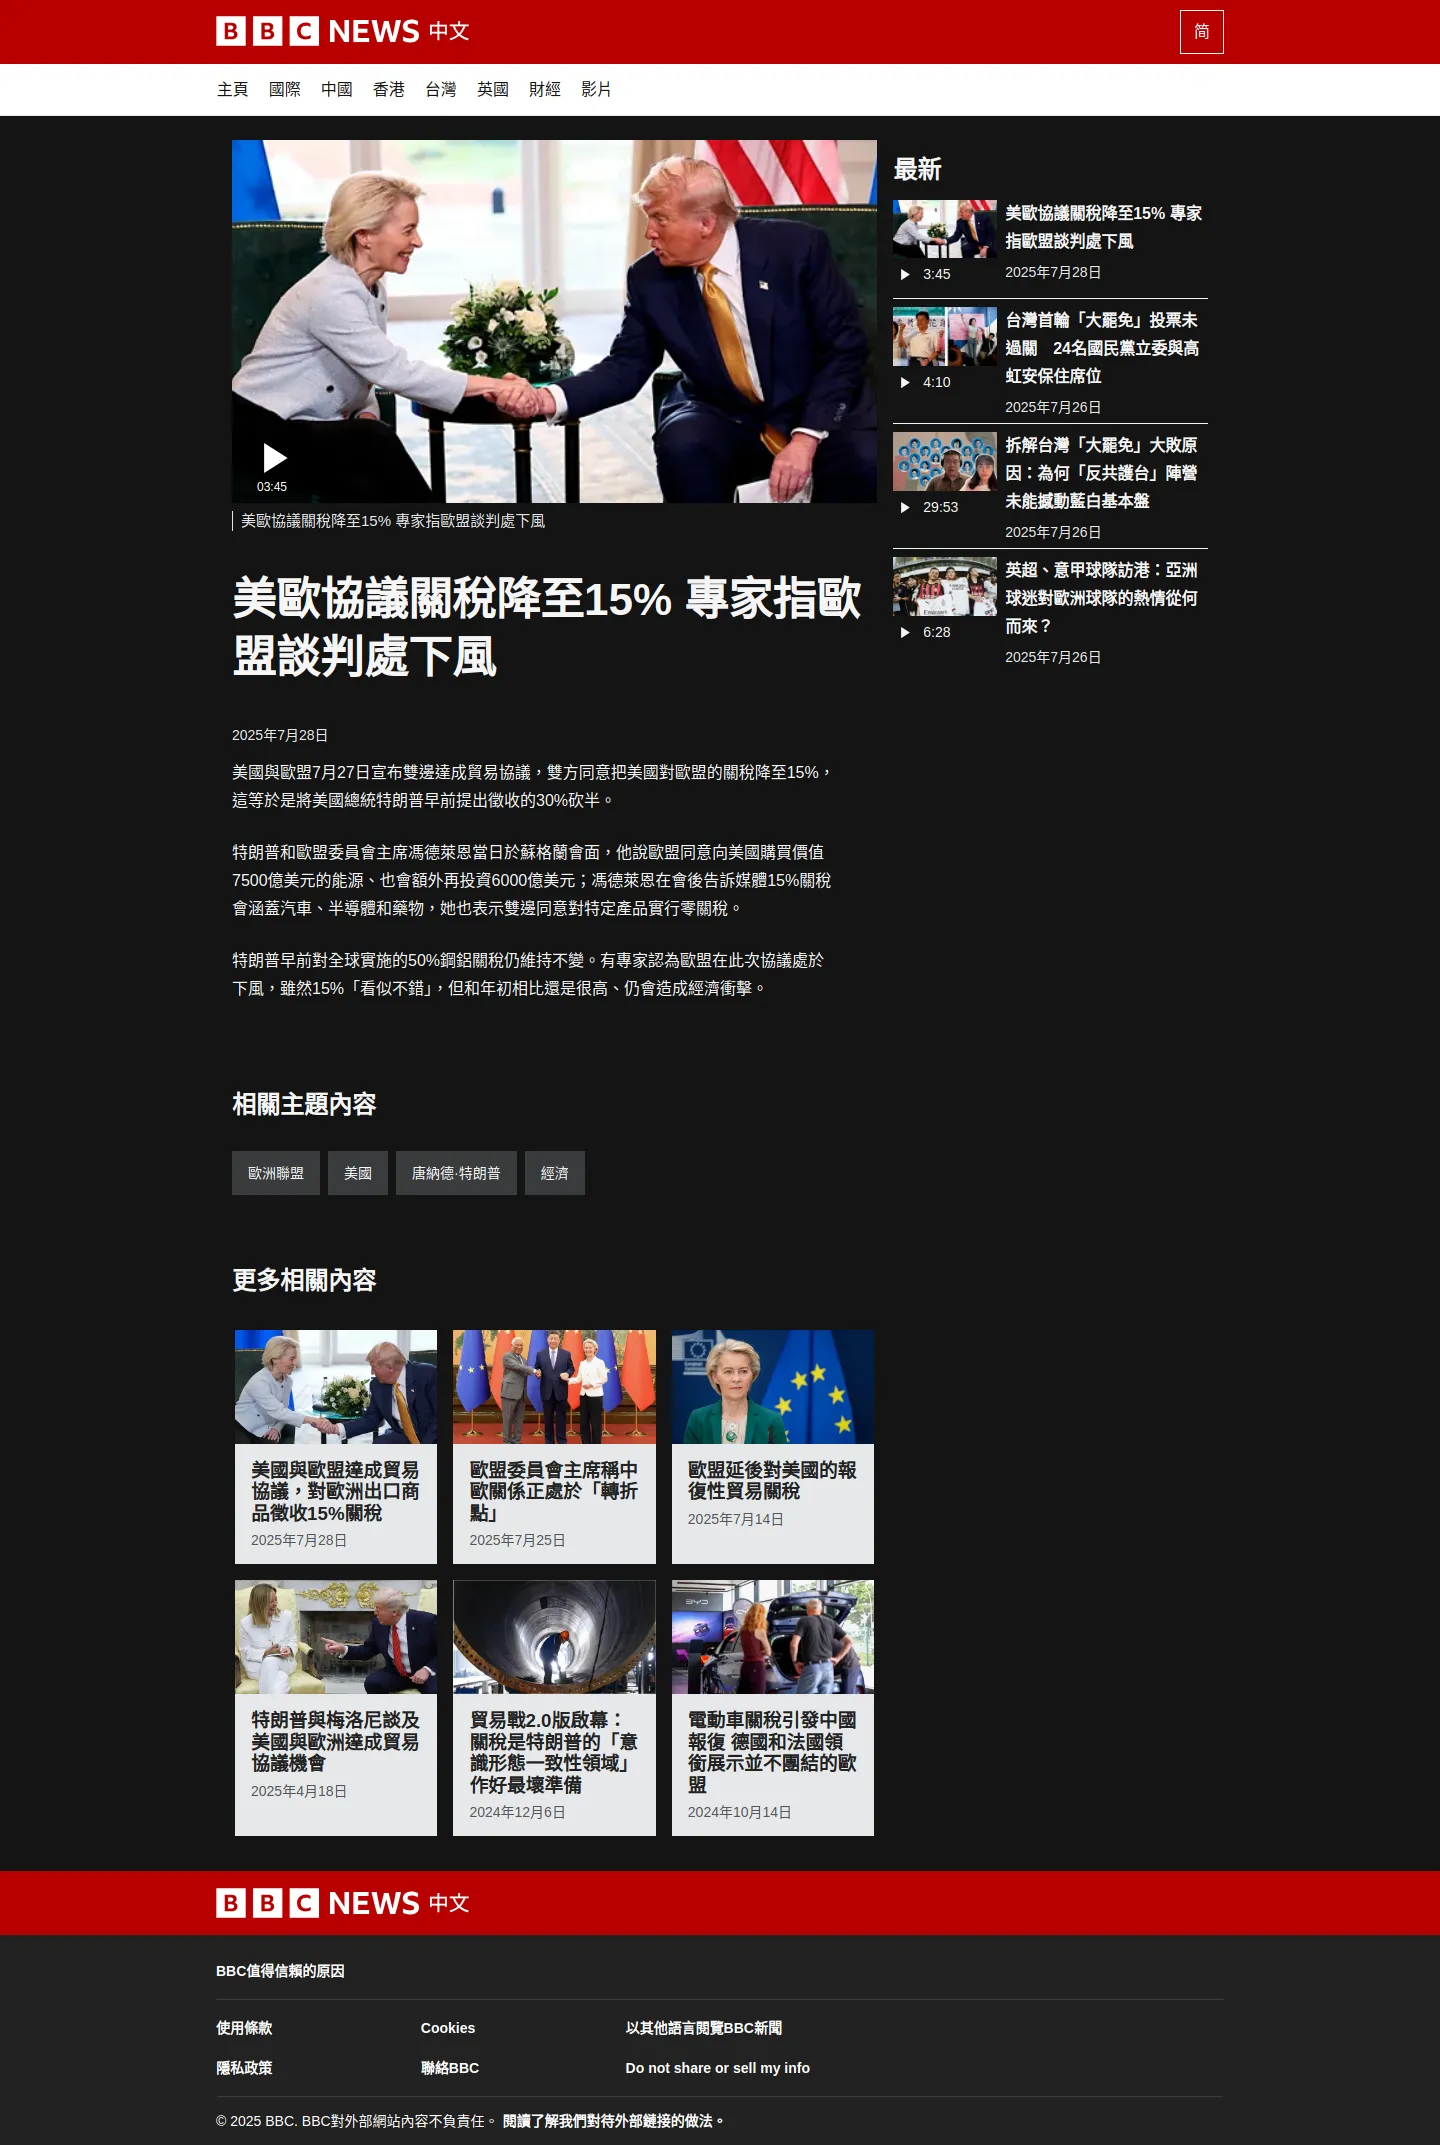 BBC NEWS 中文
简
主頁 國際 中國 香港 台灣 英國 財經 影片
03:45
美歐協議關稅降至15% 專家指歐盟談判處下風
美歐協議關稅降至15% 專家指歐
盟談判處下風
2025年7月28日
美國與歐盟7月27日宣布雙邊達成貿易協議，雙方同意把美國對歐盟的關稅降至15%，
這等於是將美國總統特朗普早前提出徵收的30%砍半。
特朗普和歐盟委員會主席馮德萊恩當日於蘇格蘭會面，他說歐盟同意向美國購買價值
7500億美元的能源、也會額外再投資6000億美元；馮德萊恩在會後告訴媒體15%關稅
會涵蓋汽車、半導體和藥物，她也表示雙邊同意對特定產品實行零關稅。
特朗普早前對全球實施的50%鋼鋁關稅仍維持不變。有專家認為歐盟在此次協議處於
下風，雖然15%「看似不錯」，但和年初相比還是很高、仍會造成經濟衝擊。
最新
美歐協議關稅降至15% 專家
指歐盟談判處下風
3:45
2025年7月28日
台灣首輪「大罷免」投票未
過關　24名國民黨立委與高
虹安保住席位
4:10
2025年7月26日
拆解台灣「大罷免」大敗原
因：為何「反共護台」陣營
未能撼動藍白基本盤
29:53
2025年7月26日
英超、意甲球隊訪港：亞洲
球迷對歐洲球隊的熱情從何
而來？
6:28
2025年7月26日
相關主題內容
歐洲聯盟 美國 唐納德·特朗普 經濟
更多相關內容
美國與歐盟達成貿易
協議，對歐洲出口商
品徵收15%關稅
2025年7月28日
歐盟委員會主席稱中
歐關係正處於「轉折
點」
2025年7月25日
歐盟延後對美國的報
復性貿易關稅
2025年7月14日
特朗普與梅洛尼談及
美國與歐洲達成貿易
協議機會
2025年4月18日
貿易戰2.0版啟幕：
關稅是特朗普的「意
識形態一致性領域」
作好最壞準備
2024年12月6日
BYD
電動車關稅引發中國
報復 德國和法國領
銜展示並不團結的歐
盟
2024年10月14日
BBC NEWS 中文
BBC值得信賴的原因
使用條款 Cookies 以其他語言閱覽BBC新聞
隱私政策 聯絡BBC Do not share or sell my info
© 2025 BBC. BBC對外部網站內容不負責任。 閱讀了解我們對待外部鏈接的做法。